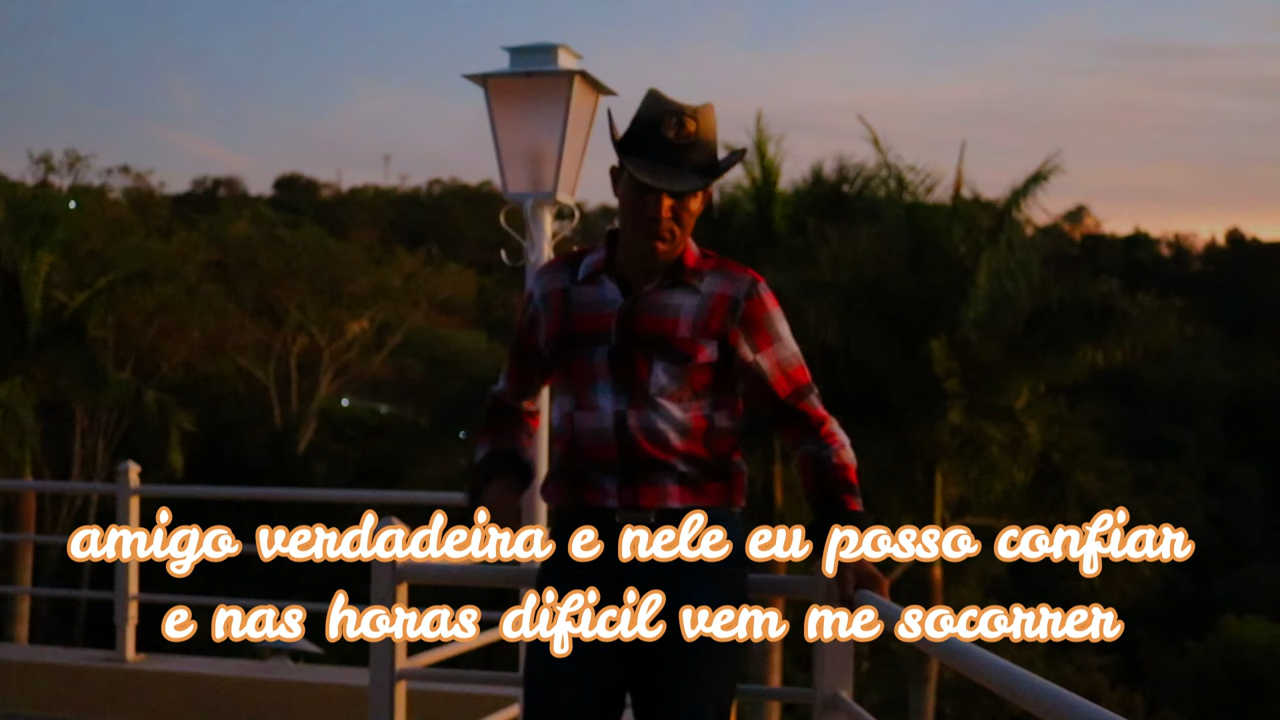 amigo verdadeira e nele eu posso confiar
e nas horas dificil vem me socorrer